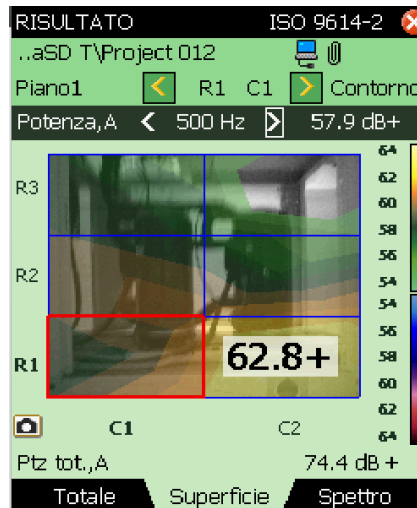 RISULTATO ISO 9614-2
..aSD T\Project 012
Piano1 < R1 C1 > Contorno
Potenza,A < 500 Hz > 57.9 dB+
64
62
R3
60
58
56
R2
54
54
56
62.8+
R1
58
60
62
C1 C2
64
Ptz tot.,A 74.4 dB +
Totale Superficie Spettro